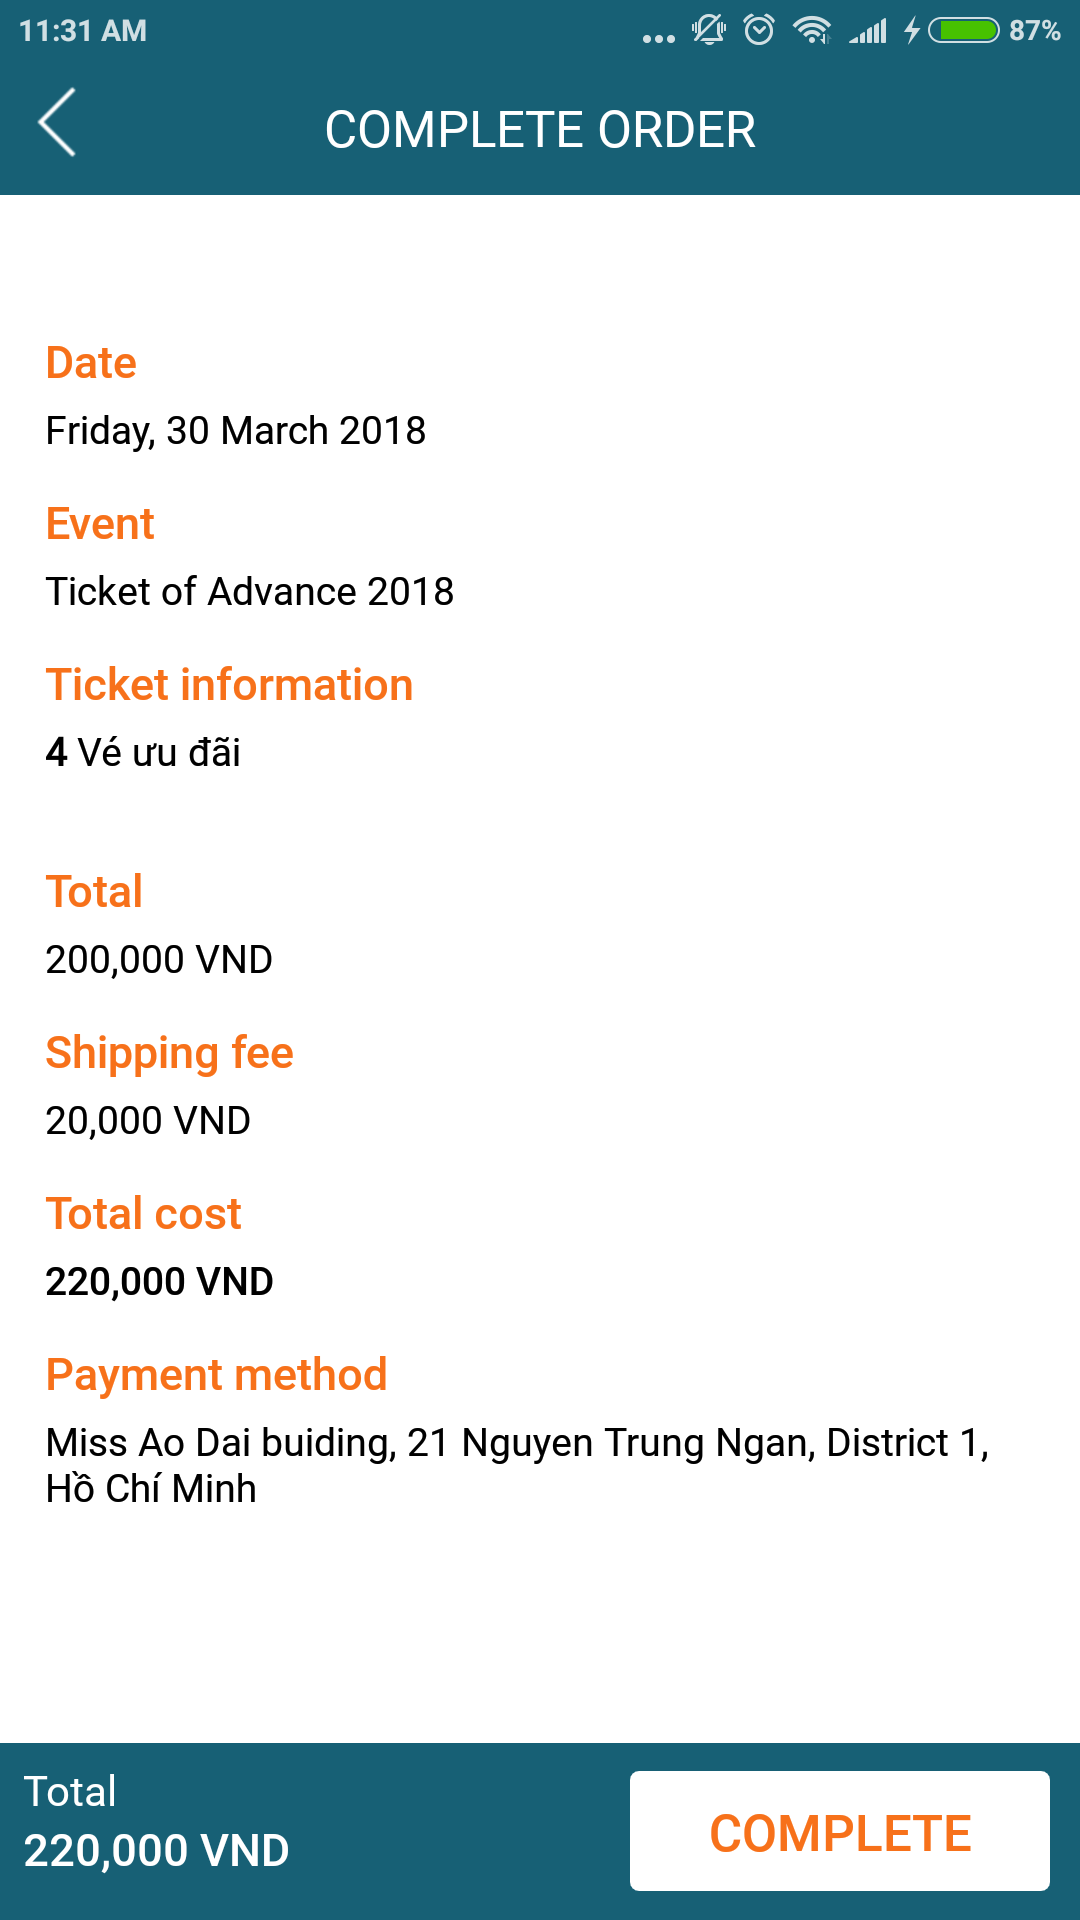 11:31 AM
87%
COMPLETE ORDER
Date
Friday, 30 March 2018
Event
Ticket of Advance 2018
Ticket information
4 Vé ưu đãi
Total
200,000 VND
Shipping fee
20,000 VND
Total cost
220,000 VND
Payment method
Miss Ao Dai buiding, 21 Nguyen Trung Ngan, District 1,
Hồ Chí Minh
Total
220,000 VND
COMPLETE